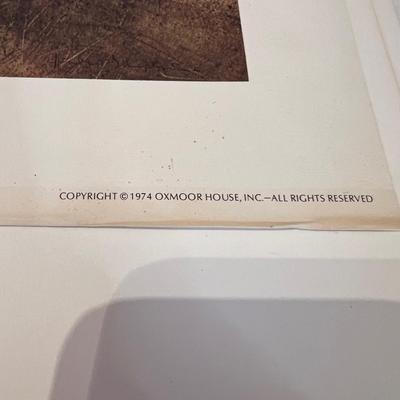 COPYRIGHT © 1974 OXMOOR HOUSE, INC.—ALL RIGHTS RESERVED